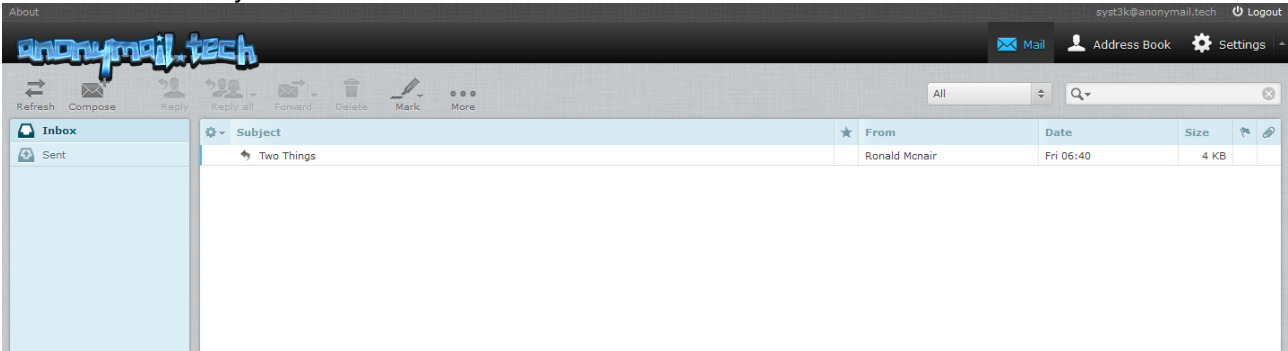 About syst3k@anonymail.tech Logout
anonymail.tech Mail Address Book Settings
Refresh Compose Reply Reply all Forward Delete Mark More All
Inbox Subject From Date Size
Sent Two Things Ronald Mcnair Fri 06:40 4 KB